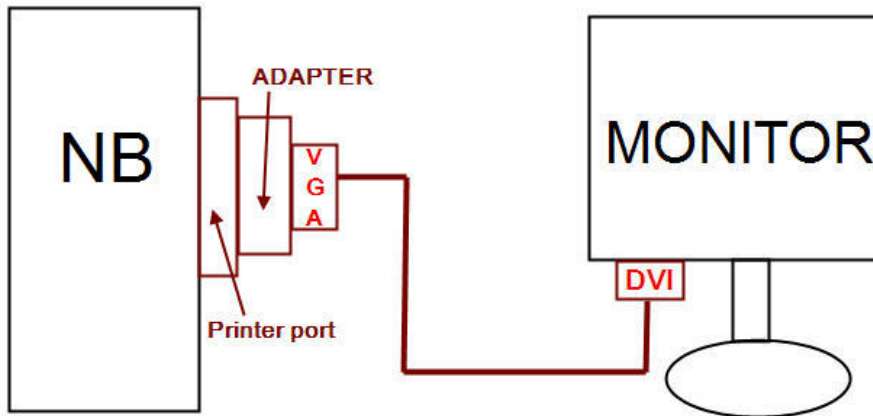 ADAPTER
NB
V
G
A
MONITOR
DVI
Printer port